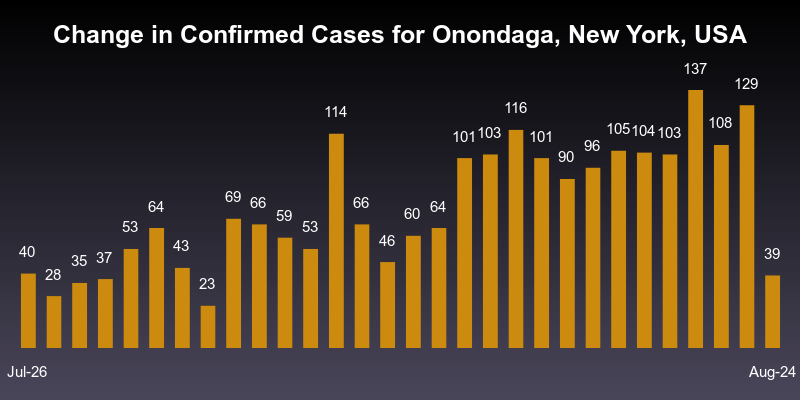 Change in Confirmed Cases for Onondaga, New York, USA
40 28 35 37 53 64 43 23 69 66 59 53 114 66 46 60 64 101 103 116 101 90 96 105 104 103 137 108 129 39
Jul-26 Aug-24